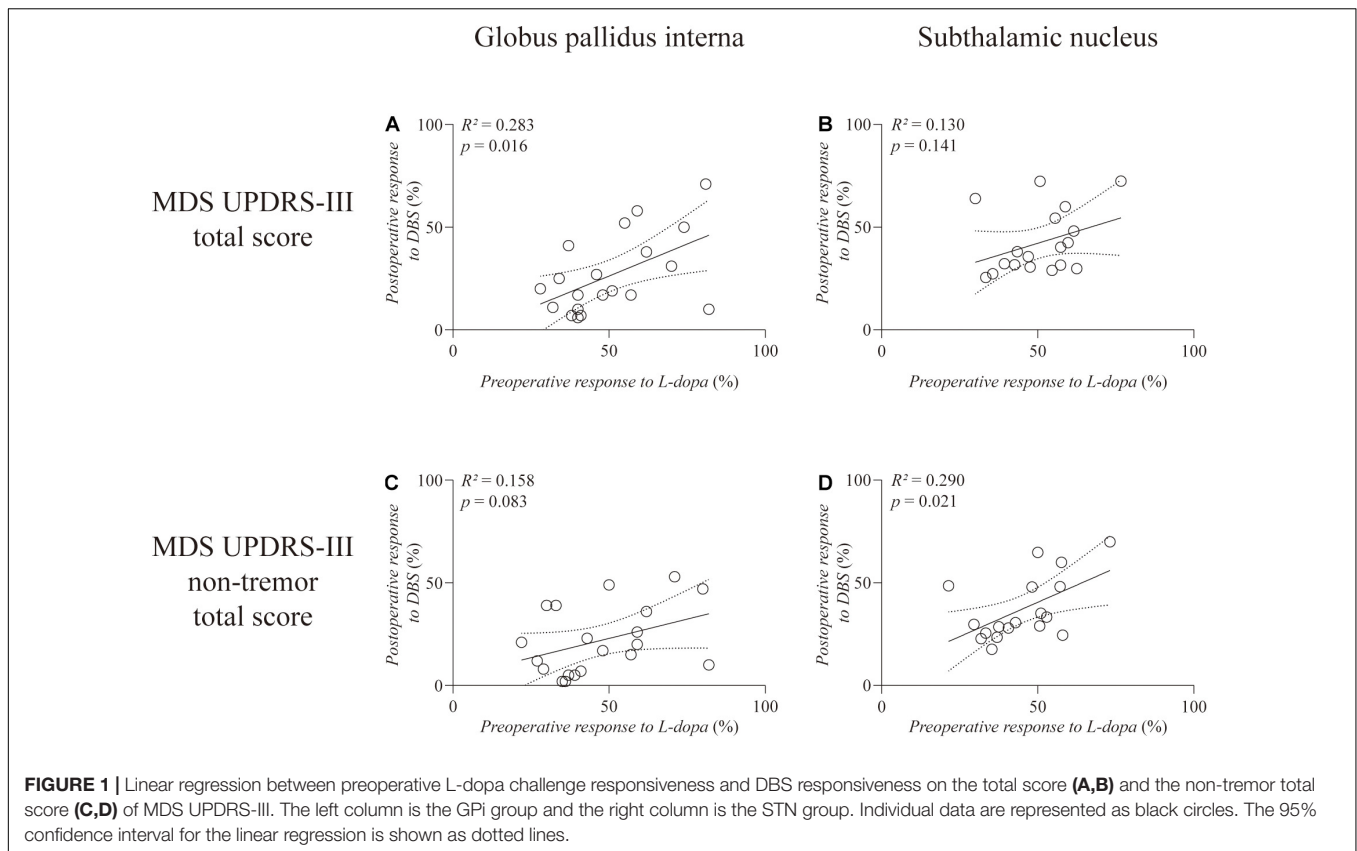 Globus pallidus interna
Subthalamic nucleus
MDS UPDRS-III
total score
A
R² = 0.283
p = 0.016
Postoperative response
to DBS (%)
100
50
0
0
50
100
Preoperative response to L-dopa (%)
B
R² = 0.130
p = 0.141
Postoperative response
to DBS (%)
100
50
0
0
50
100
Preoperative response to L-dopa (%)
MDS UPDRS-III
non-tremor
total score
C
R² = 0.158
p = 0.083
Postoperative response
to DBS (%)
100
50
0
0
50
100
Preoperative response to L-dopa (%)
D
R² = 0.290
p = 0.021
Postoperative response
to DBS (%)
100
50
0
0
50
100
Preoperative response to L-dopa (%)
FIGURE 1 | Linear regression between preoperative L-dopa challenge responsiveness and DBS responsiveness on the total score (A,B) and the non-tremor total
score (C,D) of MDS UPDRS-III. The left column is the GPi group and the right column is the STN group. Individual data are represented as black circles. The 95%
confidence interval for the linear regression is shown as dotted lines.